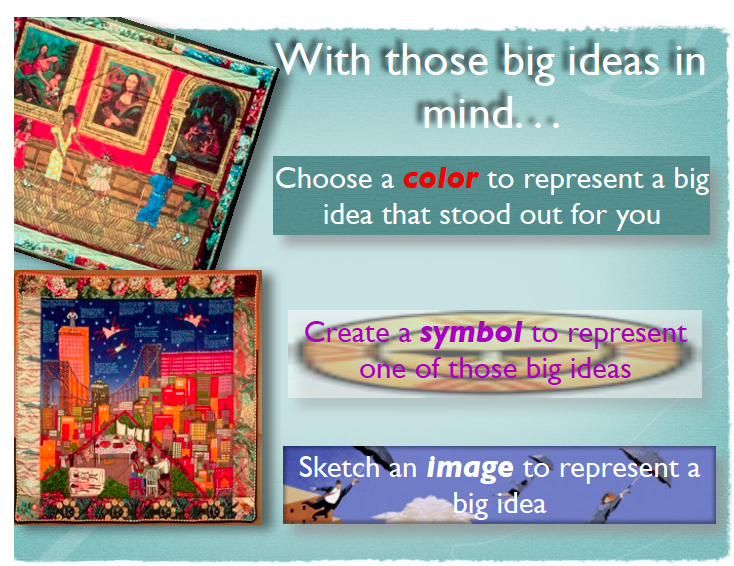 With those big ideas in
mind…
Choose a color to represent a big
idea that stood out for you
Create a symbol to represent
one of those big ideas
Sketch an image to represent a
big idea